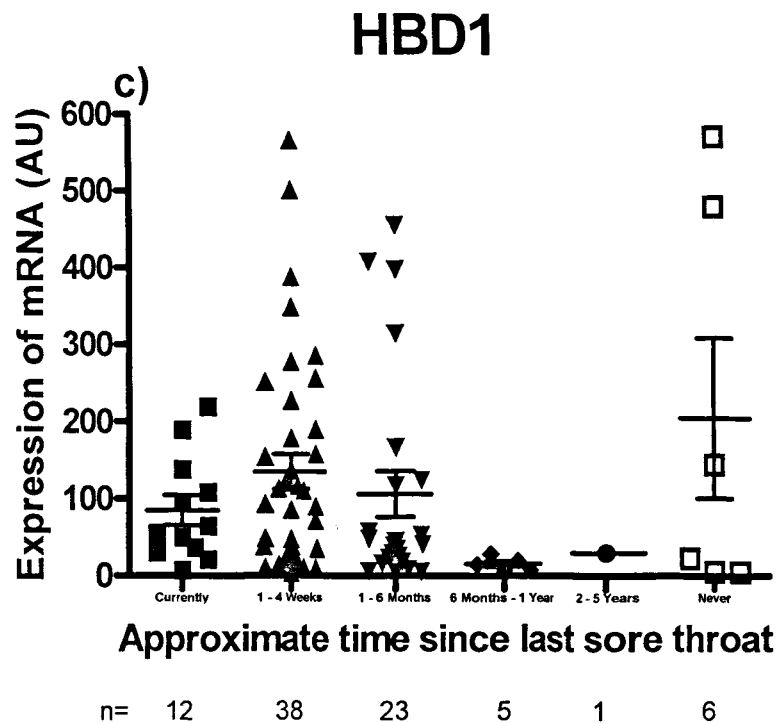 HBD1
c)
600
500
400
300
200
100
0
Expression of mRNA (AU)
Currently 1 - 4 Weeks 1 - 6 Months 6 Months - 1 Year 2 - 5 Years Never
Approximate time since last sore throat
n= 12 38 23 5 1 6